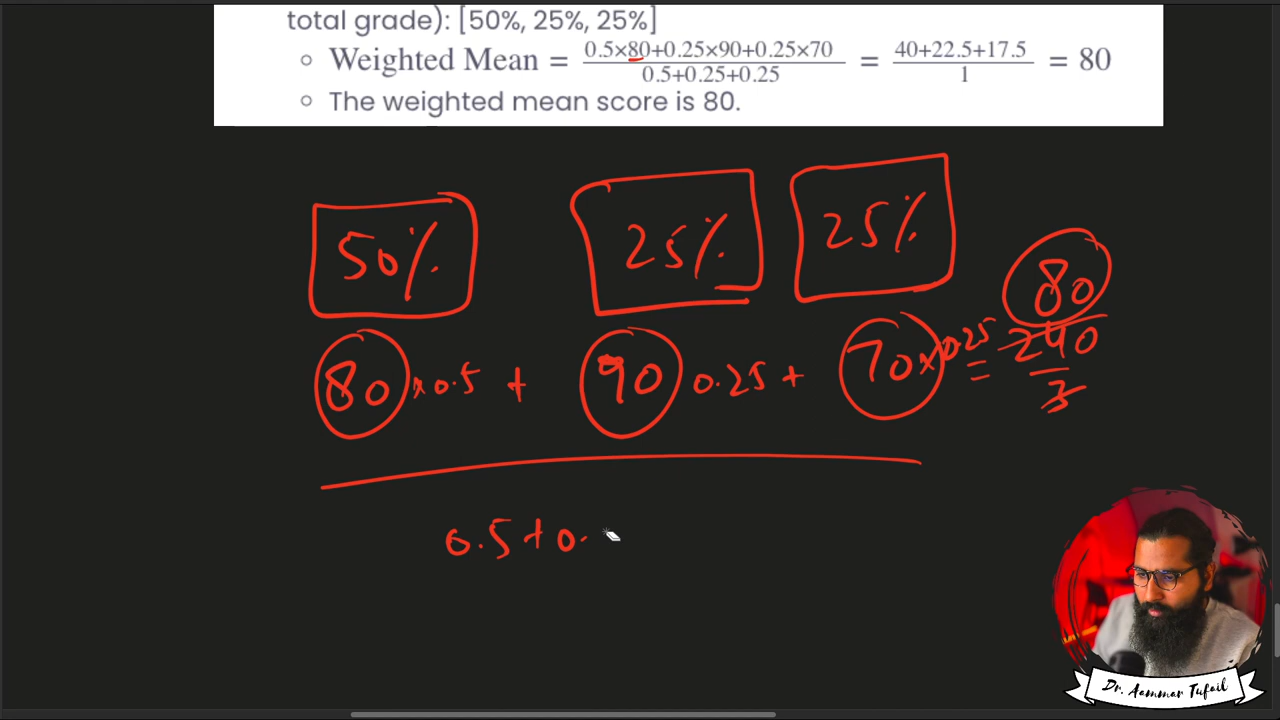 total grade): [50%, 25%, 25%]
Weighted Mean = 0.5×80+0.25×90+0.25×70 / 0.5+0.25+0.25 = 40+22.5+17.5 / 1 = 80
The weighted mean score is 80.
50% 25% 25%
80
80 × 0.5 + 90 0.25 + 70 × 0.25 = 240 / 3
0.5 + 0.
Dr. Aammar Tufail